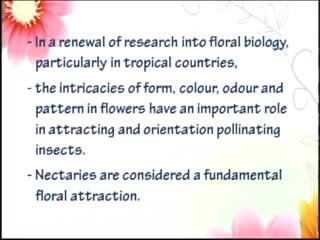 - In a renewal of research into floral biology,
particularly in tropical countries,
- the intricacies of form, colour, odour and
pattern in flowers have an important role
in attracting and orientation pollinating
insects.
- Nectaries are considered a fundamental
floral attraction.